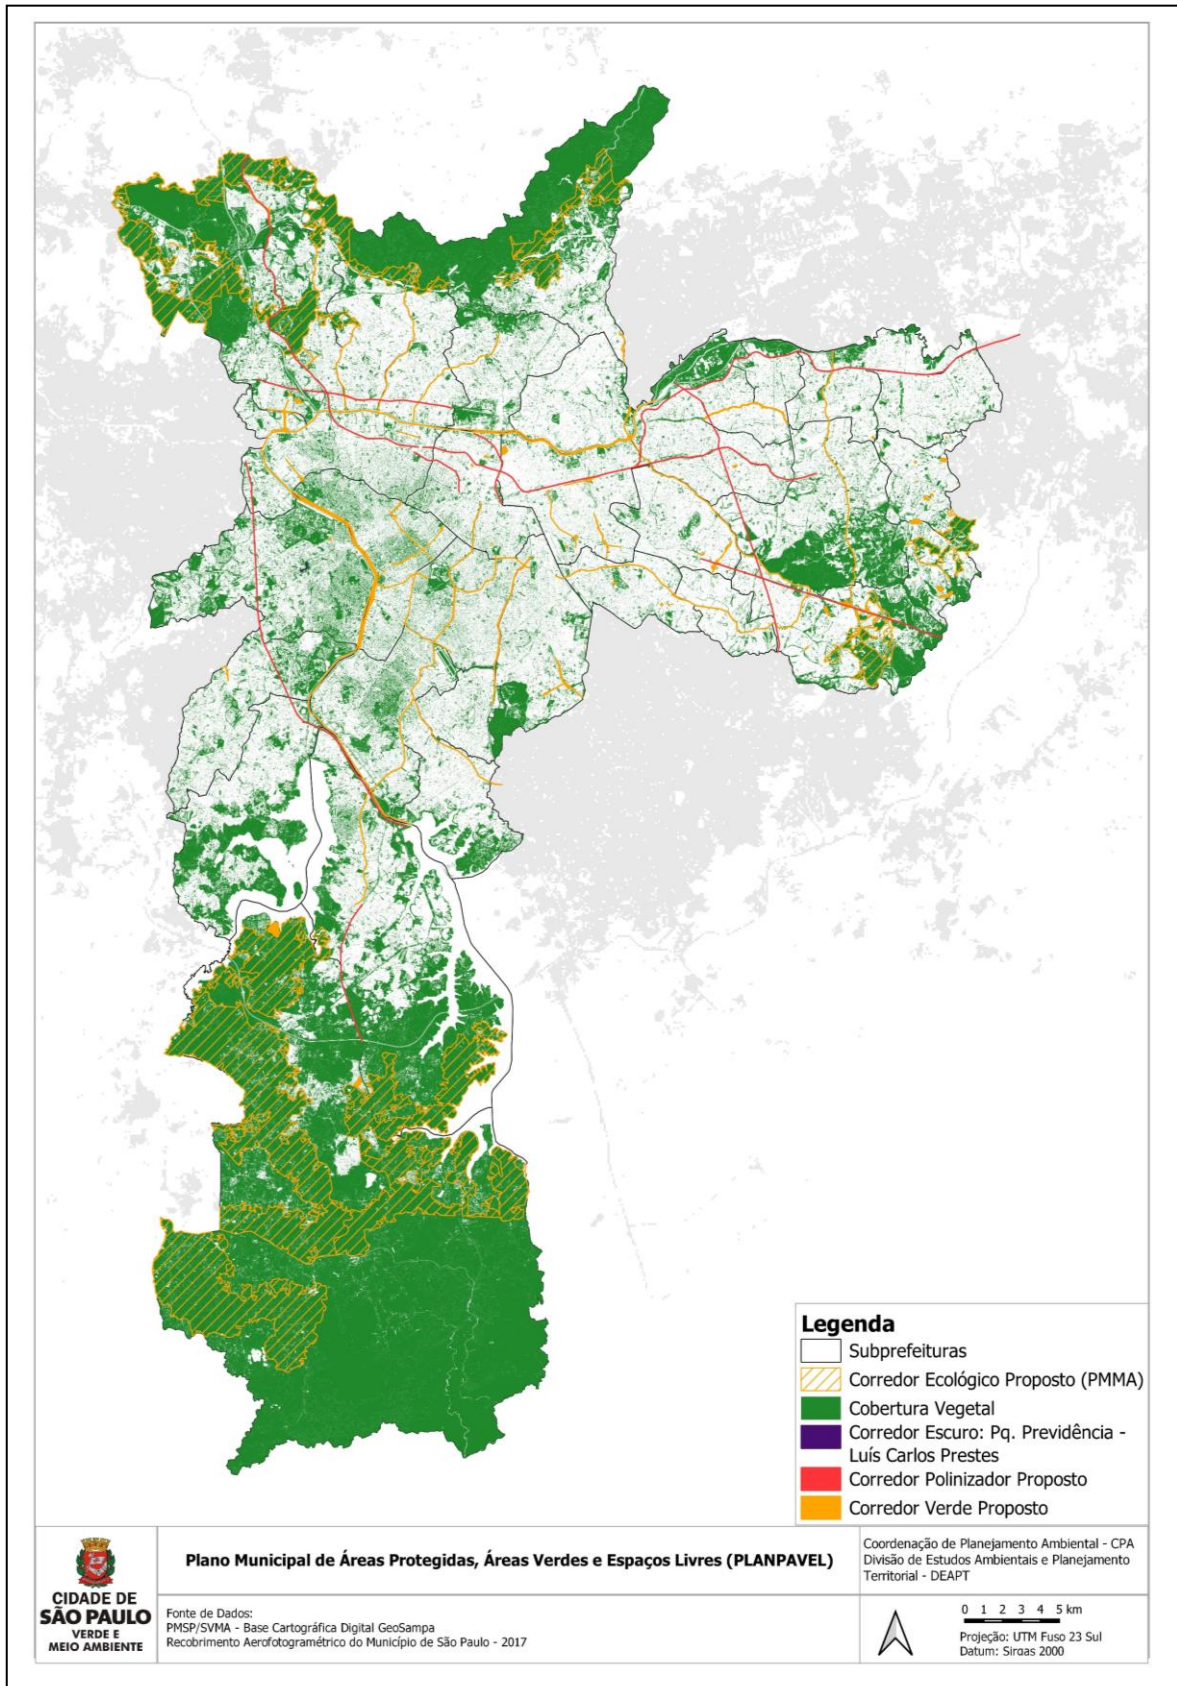 Legenda
Subprefeituras
Corredor Ecológico Proposto (PMMA)
Cobertura Vegetal
Corredor Escuro: Pq. Previdência -
Luís Carlos Prestes
Corredor Polinizador Proposto
Corredor Verde Proposto
CIDADE DE
SÃO PAULO
VERDE E
MEIO AMBIENTE
Plano Municipal de Áreas Protegidas, Áreas Verdes e Espaços Livres (PLANPAVEL)
Coordenação de Planejamento Ambiental - CPA
Divisão de Estudos Ambientais e Planejamento
Territorial - DEAPT
Fonte de Dados:
PMSP/SVMA - Base Cartográfica Digital GeoSampa
Recobrimento Aerofotogramétrico do Município de São Paulo - 2017
0 1 2 3 4 5 km
Projeção: UTM Fuso 23 Sul
Datum: Sirgas 2000